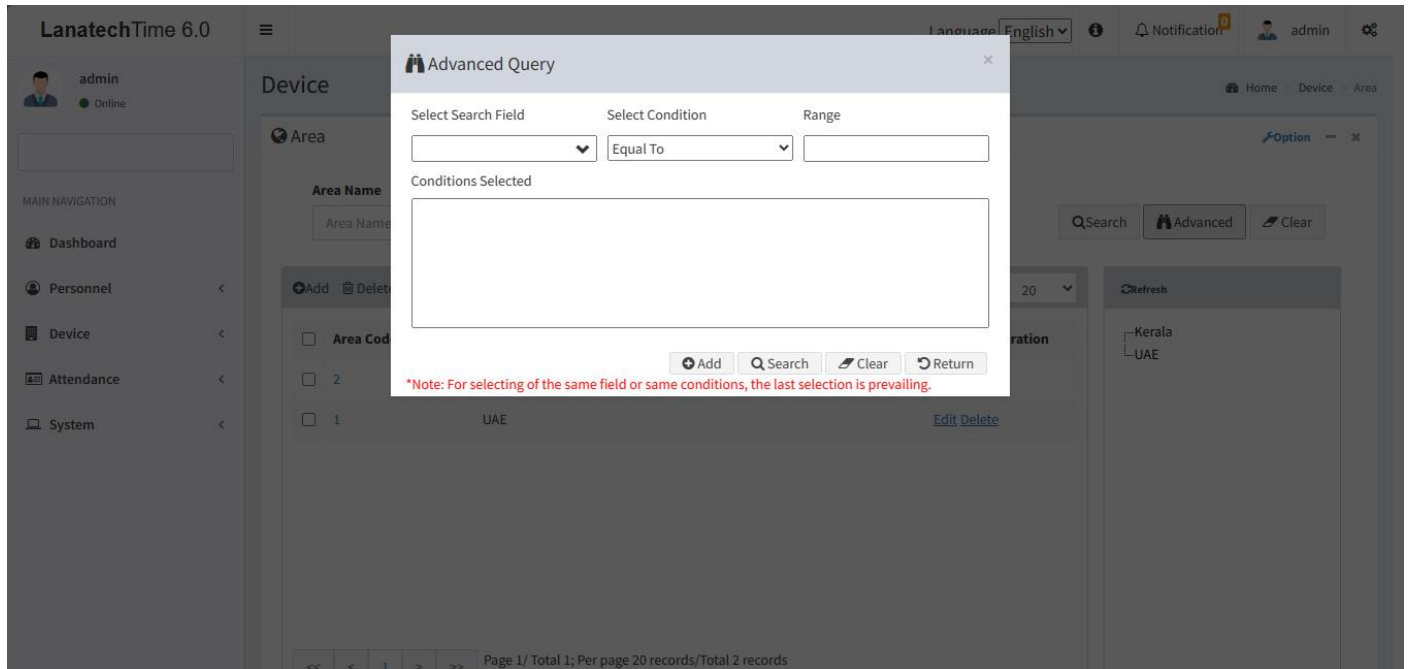 LanatechTime 6.0
Language English
Notification 0
admin
admin
Online
Device
Home
Device
Area
Area
Option
MAIN NAVIGATION
Dashboard
Personnel
Device
Attendance
System
Area Name
Area Name
Search
Advanced
Clear
Add
Delete
20
Refresh
Area Cod
ration
2
1
UAE
Edit Delete
Kerala
UAE
<<
<
1
>
>>
Page 1/ Total 1; Per page 20 records/Total 2 records
Advanced Query
×
Select Search Field
Select Condition
Range
Equal To
Conditions Selected
Add
Search
Clear
Return
*Note: For selecting of the same field or same conditions, the last selection is prevailing.